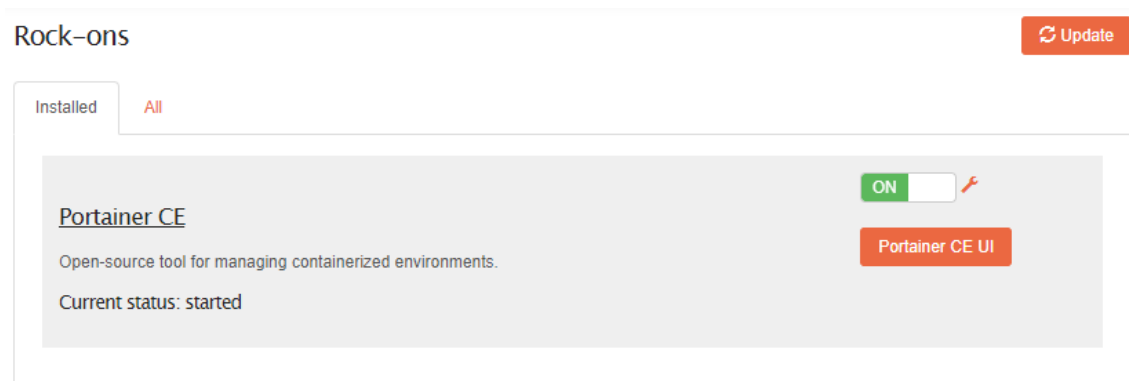 Rock-ons
Update
Installed
All
ON
Portainer CE
Portainer CE UI
Open-source tool for managing containerized environments.
Current status: started